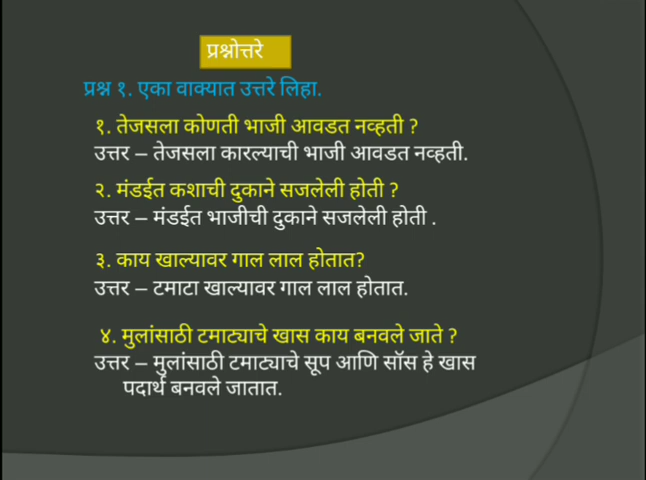 प्रश्नोत्तरे
प्रश्न १. एका वाक्यात उत्तरे लिहा.
१. तेजसला कोणती भाजी आवडत नव्हती ?
उत्तर – तेजसला कारल्याची भाजी आवडत नव्हती.
२. मंडईत कशाची दुकाने सजलेली होती ?
उत्तर – मंडईत भाजीची दुकाने सजलेली होती .
३. काय खाल्यावर गाल लाल होतात?
उत्तर – टमाटा खाल्यावर गाल लाल होतात.
४. मुलांसाठी टमाट्याचे खास काय बनवले जाते ?
उत्तर – मुलांसाठी टमाट्याचे सूप आणि सॉस हे खास
पदार्थ बनवले जातात.